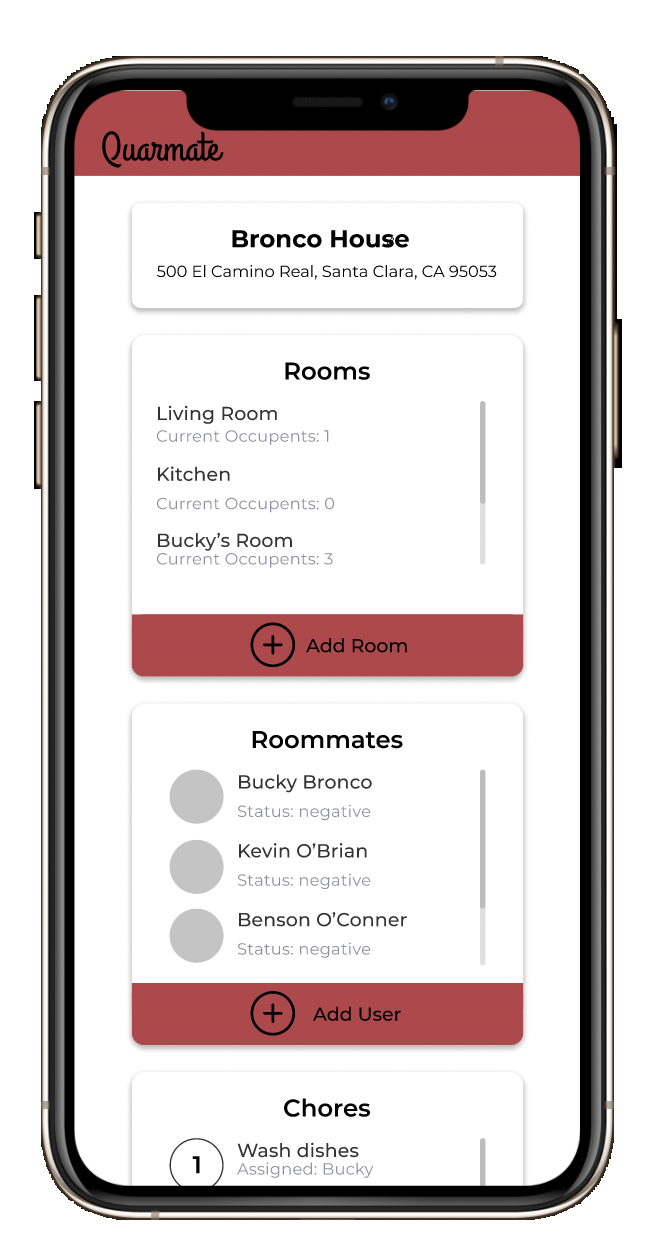 Quarmate
Bronco House
500 El Camino Real, Santa Clara, CA 95053
Rooms
Living Room
Current Occupents: 1
Kitchen
Current Occupents: 0
Bucky’s Room
Current Occupents: 3
+ Add Room
Roommates
Bucky Bronco
Status: negative
Kevin O’Brian
Status: negative
Benson O’Conner
Status: negative
+ Add User
Chores
1 Wash dishes
Assigned: Bucky